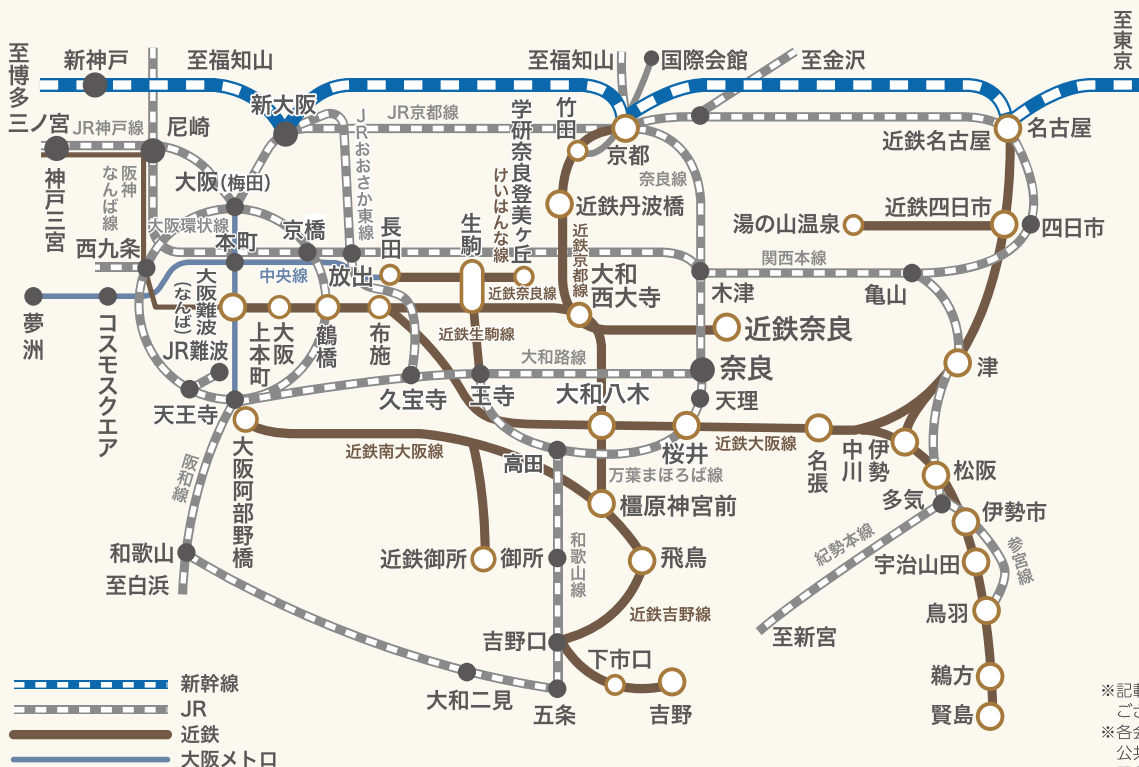 至博多
新神戸
至福知山
至福知山
国際会館
至金沢
至東京
三ノ宮
JR神戸線
尼崎
新大阪
JR京都線
JRおおさか東線
学研奈良登美ヶ丘
けいはんな線
竹田
京都
近鉄名古屋
名古屋
神戸三宮
阪神なんば線
大阪(梅田)
大阪環状線
西九条
本町
京橋
中央線
長田
放出
生駒
近鉄奈良線
近鉄丹波橋
近鉄京都線
奈良線
大和
西大寺
木津
湯の山温泉
近鉄四日市
四日市
関西本線
亀山
夢洲
コスモスクエア
大阪難波
(なんば)
JR難波
大阪
上本町
鶴橋
布施
近鉄生駒線
近鉄奈良
大和路線
奈良
津
天王寺
久宝寺
王寺
大和八木
天理
桜井
近鉄大阪線
名張
伊勢
中川
松阪
多気
伊勢市
大阪阿部野橋
近鉄南大阪線
高田
万葉まほろば線
橿原神宮前
阪和線
和歌山
至白浜
近鉄御所
御所
和歌山線
飛鳥
近鉄吉野線
紀勢本線
至新宮
宇治山田
参宮線
鳥羽
鵜方
賢島
吉野口
下市口
吉野
大和二見
五条
新幹線
JR
近鉄
大阪メトロ
※記載
ござ
※各会
公共